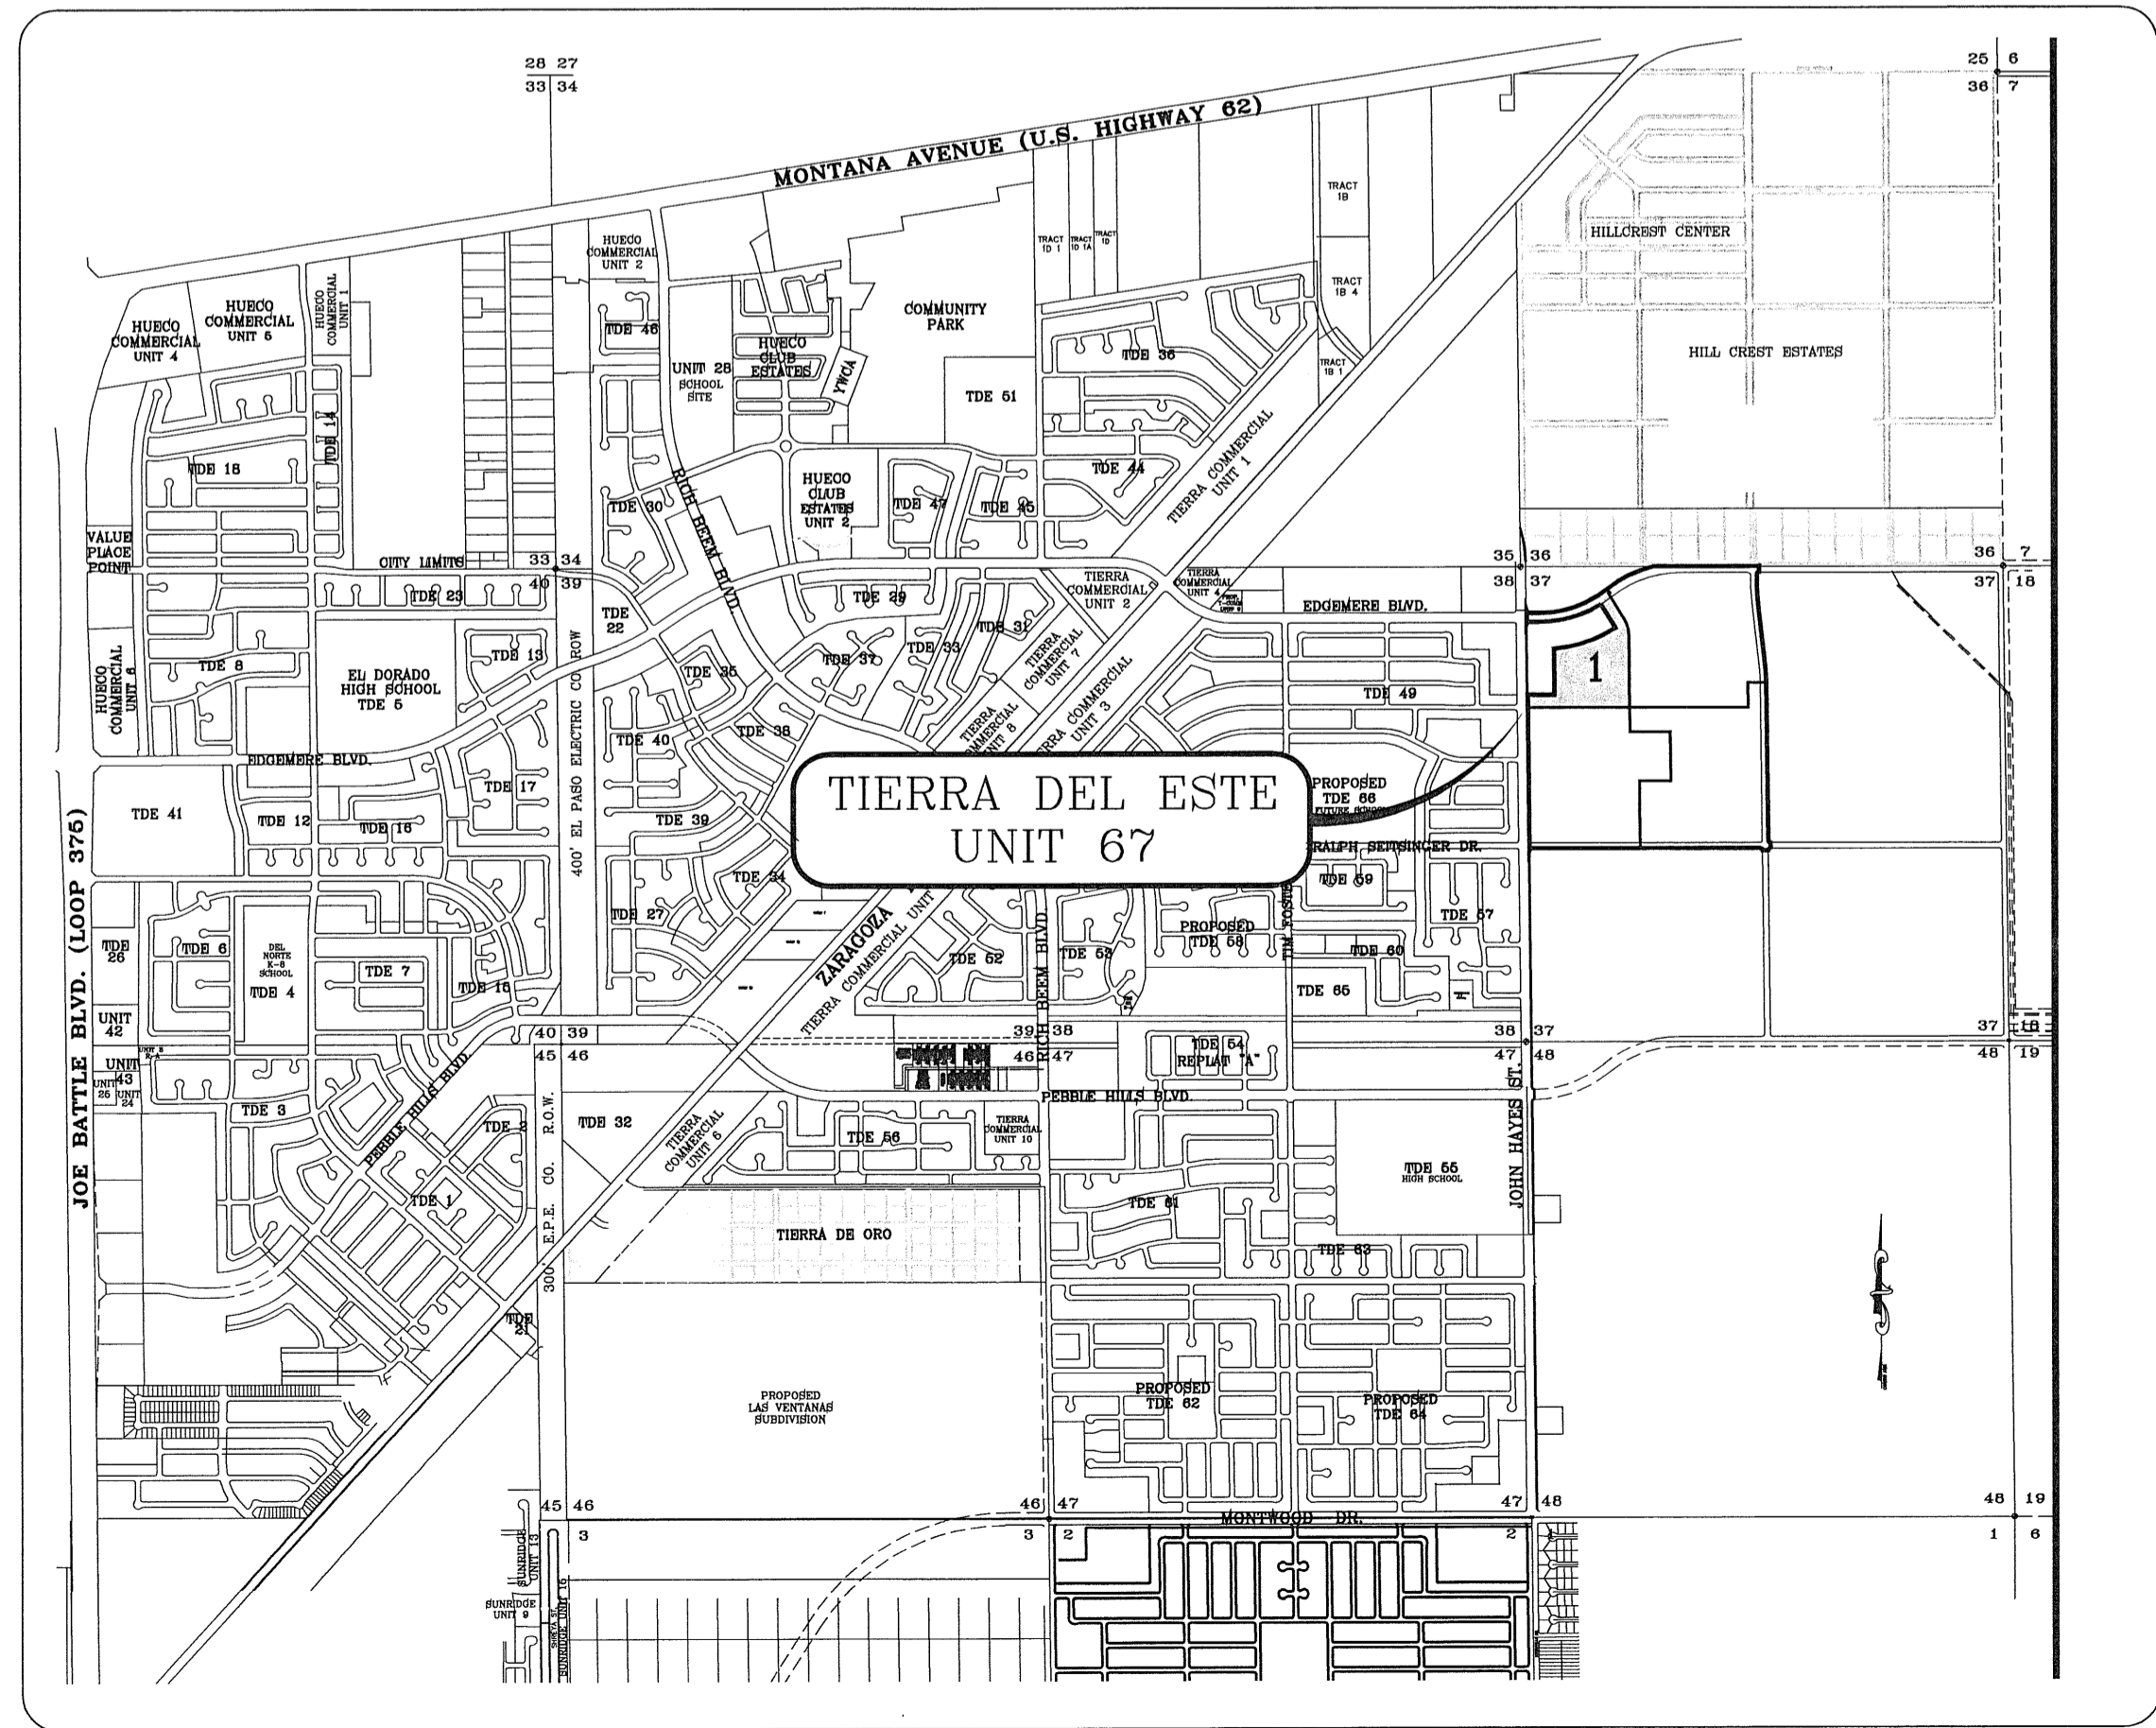 28 27
33 34
25 6
36 7
MONTANA AVENUE (U.S. HIGHWAY 62)
TRACT
1B
HUECO
COMMERCIAL
UNIT 2
TRACT
1D 1
TRACT
1D 1A
TRACT
1D
HILLCREST CENTER
TRACT
1B 4
HUECO
COMMERCIAL
UNIT 4
HUECO
COMMERCIAL
UNIT 5
HUECO
COMMERCIAL
UNIT 1
TDE 46
HUECO
CLUB
ESTATES
YWCA
COMMUNITY
PARK
TDE 36
TRACT
1B 1
HILL CREST ESTATES
UNIT 28
SCHOOL
SITE
TDE 51
TDE 14
TDE 18
TDE 44
TIERRA COMMERCIAL
UNIT 1
TDE 30
RICH BEEM BLVD.
HUECO
CLUB
ESTATES
UNIT 2
TDE 47
TDE 45
VALUE
PLACE
POINT
CITY LIMITS
33 34
40 39
35 36
38 37
36 7
37 18
TDE 23
TDE
22
TDE 29
TIERRA
COMMERCIAL
UNIT 2
TIERRA
COMMERCIAL
UNIT 4
EDGEMERE BLVD.
TDE 31
TDE 8
TDE 13
TDE 35
TDE 37
TDE 33
TIERRA
COMMERCIAL
UNIT 7
1
HUECO
COMMERCIAL
UNIT 6
EL DORADO
HIGH SCHOOL
TDE 5
TIERRA COMMERCIAL
UNIT 3
TDE 49
TDE 40
TDE 38
TIERRA
COMMERCIAL
UNIT 8
EDGEMERE BLVD.
TDE 17
TIERRA DEL ESTE
UNIT 67
PROPOSED
TDE 66
FUTURE SCHOOL
TDE 41
TDE 12
TDE 16
TDE 39
400' EL PASO ELECTRIC CO. ROW
RALPH SEITSINGER DR.
JOE BATTLE BLVD. (LOOP 375)
TDE 34
TDE 59
TDE 27
ZARAGOZA
TIERRA COMMERCIAL UNIT
TDE 57
TDE
26
TDE 6
DEL
NORTE
K-8
SCHOOL
TDE 4
TDE 7
TDE 15
TDE 52
RICH BEEM BLVD.
TDE 53
PROPOSED
TDE 58
TIM FOSTER
TDE 60
TDE 65
UNIT
42
40 39
45 46
39 38
46 47
38 37
47 48
37 18
48 19
UNIT
43
UNIT
25
UNIT
24
TDE 54
REPLAT "A"
TDE 3
PEBBLE HILLS BLVD.
PEBBLE HILLS BLVD.
TDE 2
TDE 32
TIERRA
COMMERCIAL
UNIT 6
TDE 56
TIERRA
COMMERCIAL
UNIT 10
JOHN HAYES ST.
TDE 55
HIGH SCHOOL
TDE 1
300' E.P.E. CO. R.O.W.
TDE 61
TIERRA DE ORO
TDE 63
TDE
21
PROPOSED
LAS VENTANAS
SUBDIVISION
PROPOSED
TDE 62
PROPOSED
TDE 64
45 46
3
46 47
3 2
47 48
2
48 19
1 6
MONTWOOD DR.
SUNRIDGE
UNIT 13
SUNRIDGE
UNIT 9
SHREYA ST.
SUNRIDGE UNIT 16